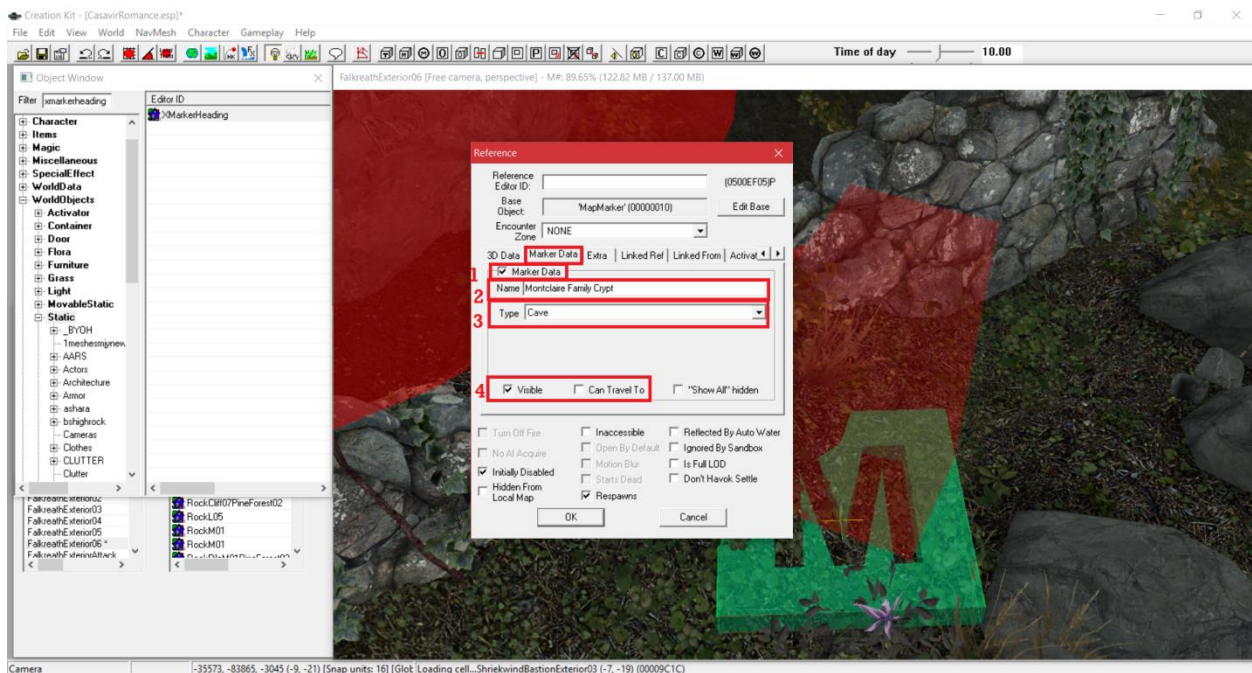 Creation Kit - [CasavirRomance.esp]*
File Edit View World NavMesh Character Gameplay Help
Time of day 10.00
Object Window
Filter xmarkerheading
Editor ID
XMarkerHeading
Character
Items
Magic
Miscellaneous
SpecialEffect
WorldData
WorldObjects
Activator
Container
Door
Flora
Furniture
Grass
Light
MovableStatic
Static
_BYOH
1meshesmjynew
AARS
Actors
Architecture
Armor
ashara
bshighrock
Cameras
Clothes
CLUTTER
Clutter
FalkreathExterior02
FalkreathExterior03
FalkreathExterior04
FalkreathExterior05
FalkreathExterior06 *
FalkreathExteriorAttack
RockCliff07PineForest02
RockL05
RockM01
RockM01
FalkreathExterior06 [Free camera, perspective] - M#: 89.65% (122.82 MB / 137.00 MB)
Reference
Reference Editor ID:
(0500EF05)P
Base Object: 'MapMarker' (00000010) Edit Base
Encounter Zone NONE
3D Data Marker Data Extra Linked Ref Linked From Activat
1 Marker Data
2 Name Montclaire Family Crypt
3 Type Cave
4 Visible Can Travel To "Show All" hidden
Turn Off Fire Inaccessible Reflected By Auto Water
No AI Acquire Open By Default Ignored By Sandbox
Motion Blur Is Full LOD
Initially Disabled Starts Dead Don't Havok Settle
Hidden From Local Map Respawns
OK Cancel
M
Camera -35573, -83865, -3045 (-9, -21) [Snap units: 16] [Glob Loading cell...ShriekwindBastionExterior03 (-7, -19) (00009C1C)